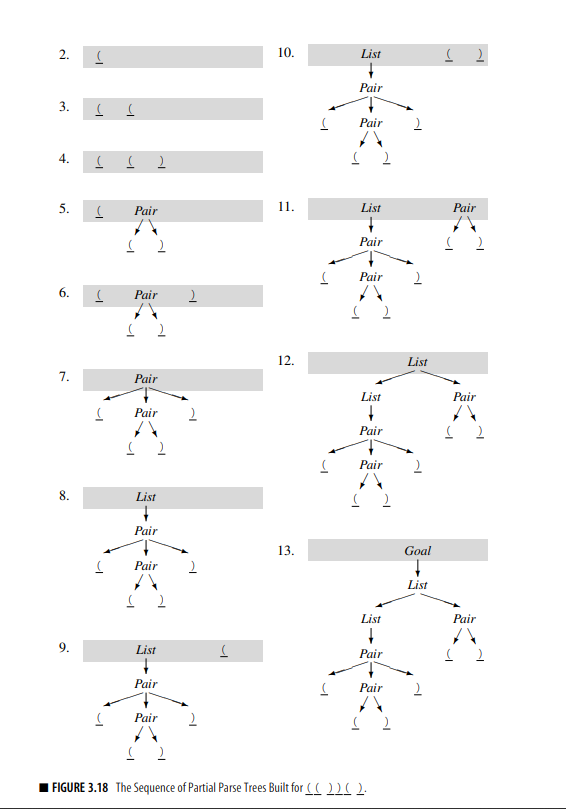 2. (
3. ( (
4. ( ( )
5. ( Pair
( )
6. ( Pair )
( )
7. Pair
( Pair )
( )
8. List
Pair
( Pair )
( )
9. List (
Pair
( Pair )
( )
10. List ( )
Pair
( Pair )
( )
11. List Pair
Pair ( )
( Pair )
( )
12. List
List Pair
Pair ( )
( Pair )
( )
13. Goal
List
List Pair
Pair ( )
( Pair )
( )
■ FIGURE 3.18 The Sequence of Partial Parse Trees Built for ( ( ) ) ( ).